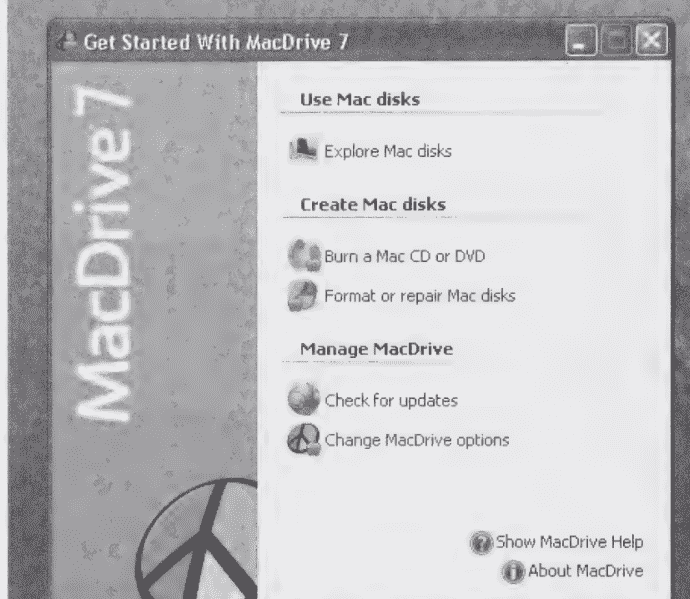 Get Started With MacDrive 7
MacDrive 7
Use Mac disks
Explore Mac disks
Create Mac disks
Burn a Mac CD or DVD
Format or repair Mac disks
Manage MacDrive
Check for updates
Change MacDrive options
Show MacDrive Help
About MacDrive